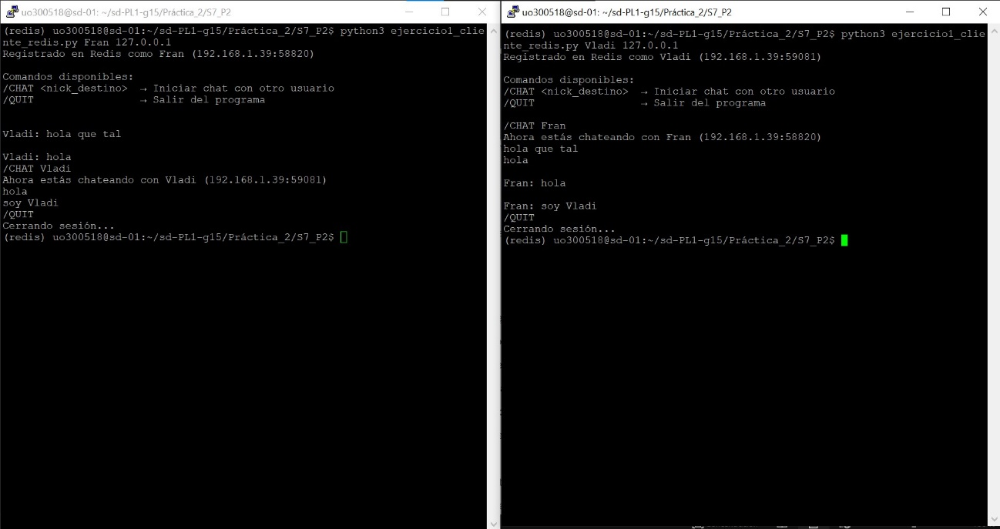 uo300518@sd-01: ~/sd-PL1-g15/Práctica_2/S7_P2
(redis) uo300518@sd-01:~/sd-PL1-g15/Práctica_2/S7_P2$ python3 ejercicio1_clie
nte_redis.py Fran 127.0.0.1
Registrado en Redis como Fran (192.168.1.39:58820)
Comandos disponibles:
/CHAT <nick_destino>  → Iniciar chat con otro usuario
/QUIT                 → Salir del programa
Vladi: hola que tal
Vladi: hola
/CHAT Vladi
Ahora estás chateando con Vladi (192.168.1.39:59081)
hola
soy Vladi
/QUIT
Cerrando sesión...
(redis) uo300518@sd-01:~/sd-PL1-g15/Práctica_2/S7_P2$
uo300518@sd-01: ~/sd-PL1-g15/Práctica_2/S7_P2
(redis) uo300518@sd-01:~/sd-PL1-g15/Práctica_2/S7_P2$ python3 ejercicio1_clie
nte_redis.py Vladi 127.0.0.1
Registrado en Redis como Vladi (192.168.1.39:59081)
Comandos disponibles:
/CHAT <nick_destino>  → Iniciar chat con otro usuario
/QUIT                 → Salir del programa
/CHAT Fran
Ahora estás chateando con Fran (192.168.1.39:58820)
hola que tal
hola
Fran: hola
Fran: soy Vladi
/QUIT
Cerrando sesión...
(redis) uo300518@sd-01:~/sd-PL1-g15/Práctica_2/S7_P2$